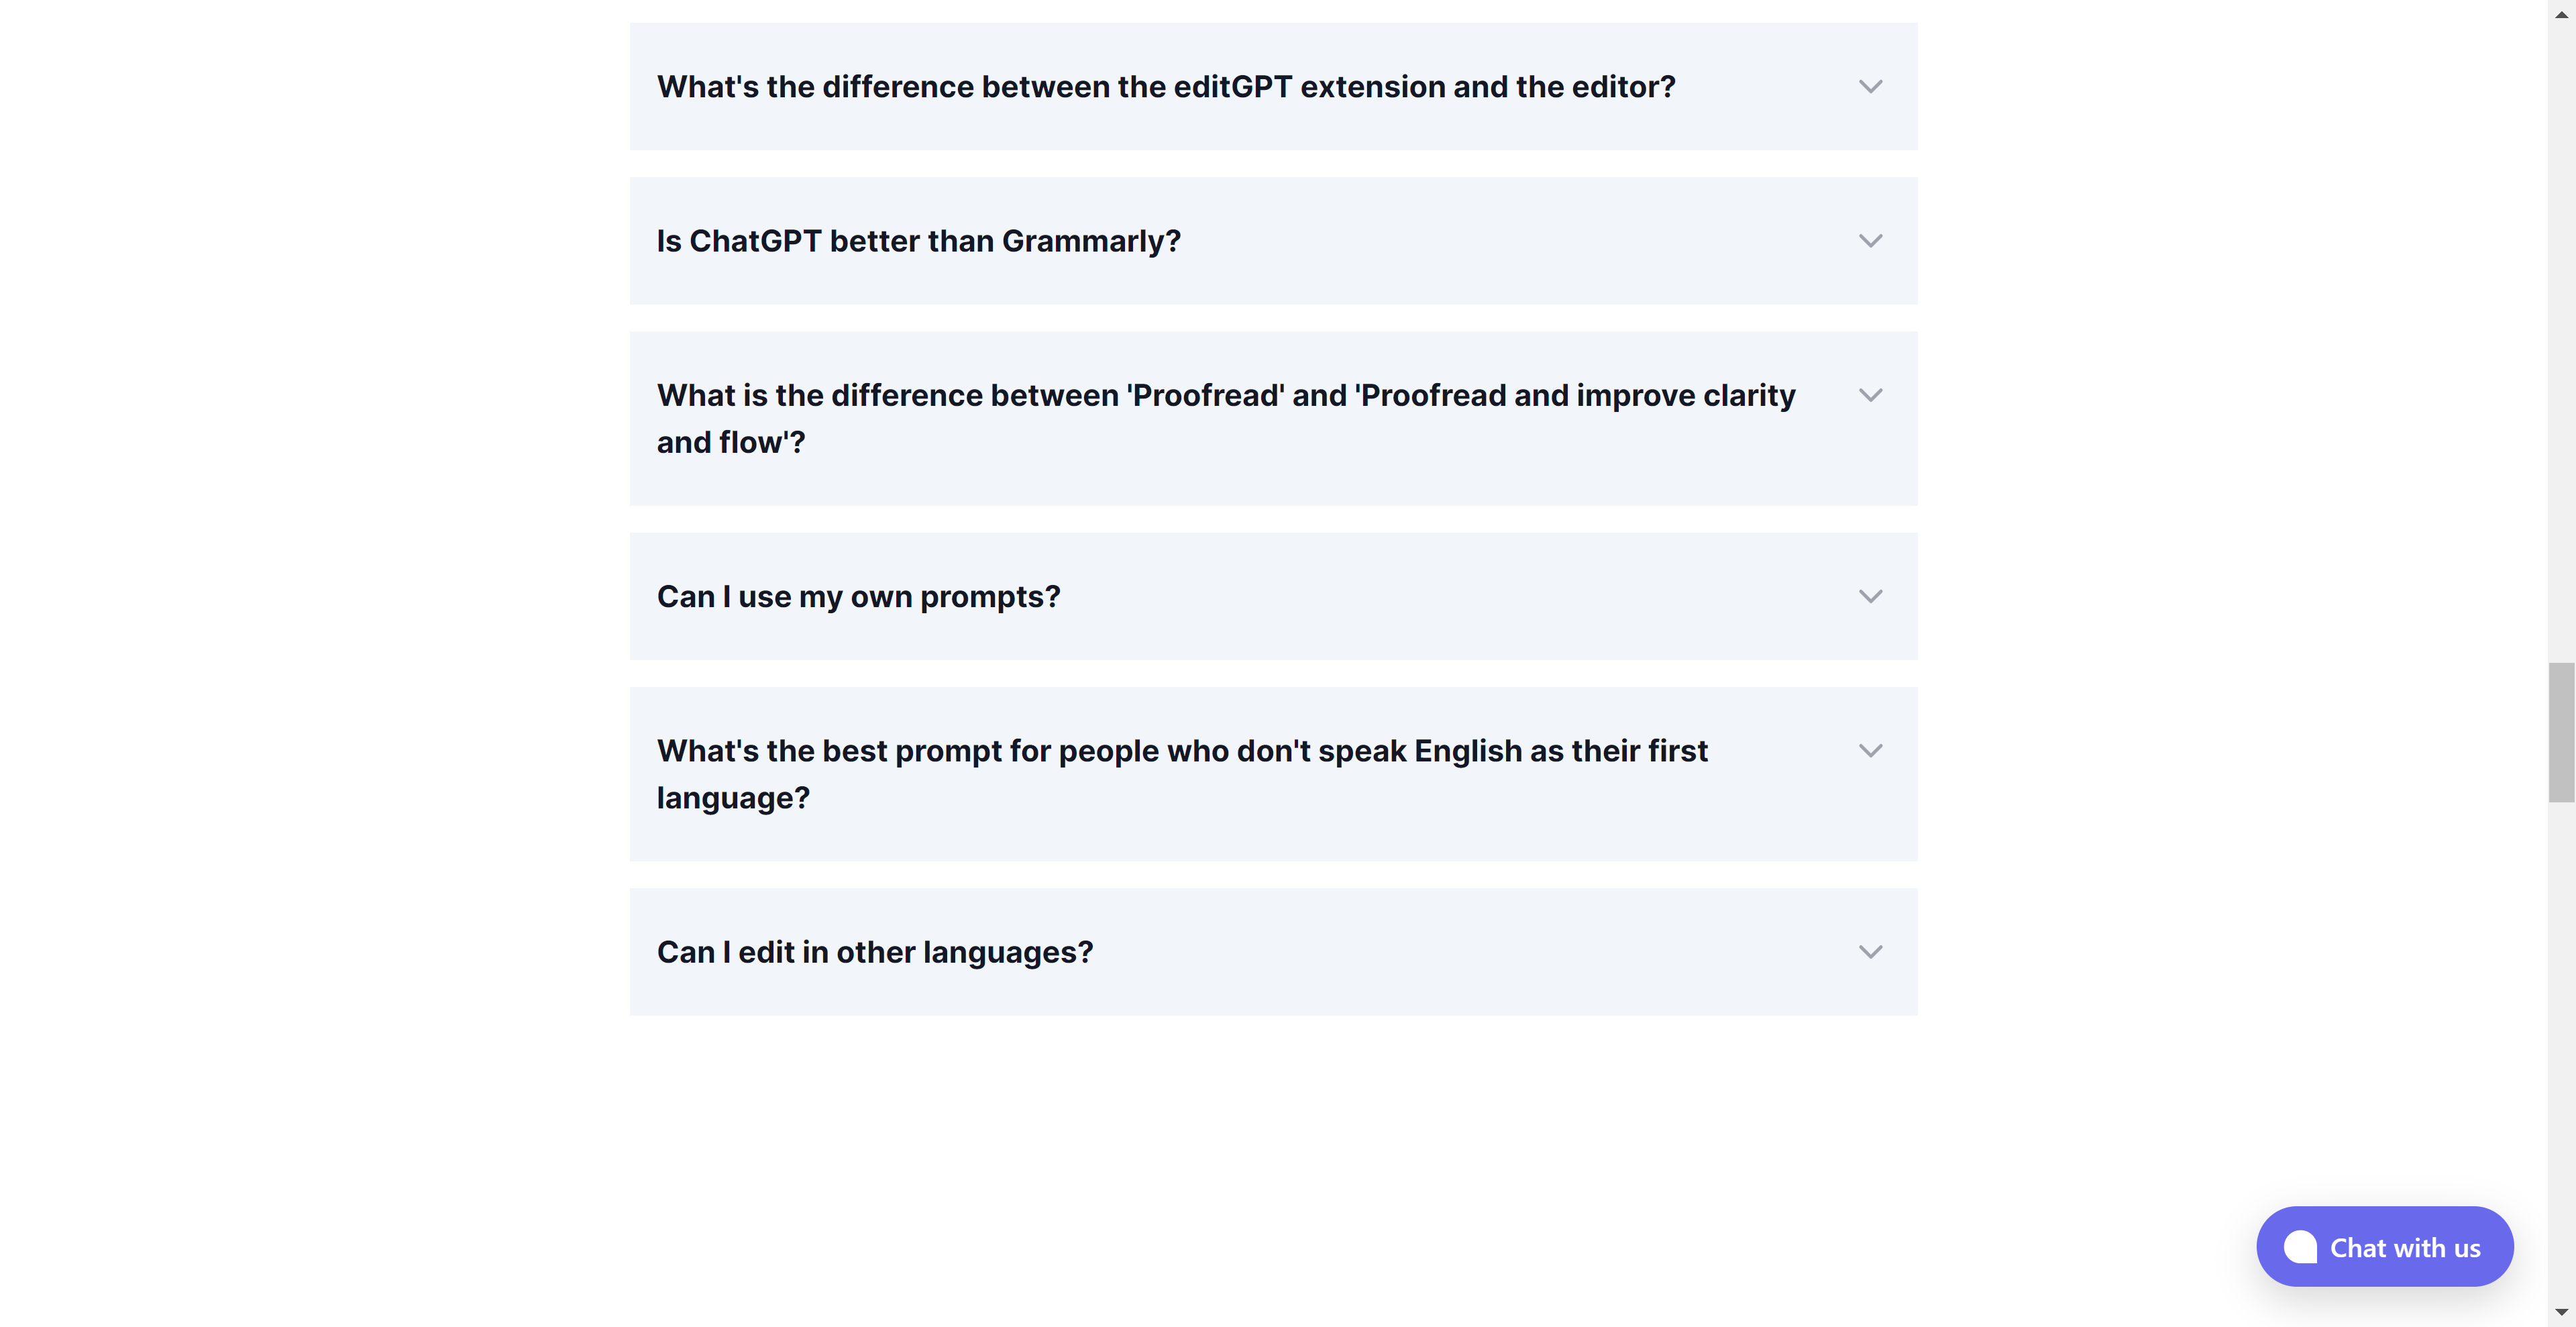 What's the difference between the editGPT extension and the editor?
Is ChatGPT better than Grammarly?
What is the difference between 'Proofread' and 'Proofread and improve clarity
and flow'?
Can I use my own prompts?
What's the best prompt for people who don't speak English as their first
language?
Can I edit in other languages?
Chat with us